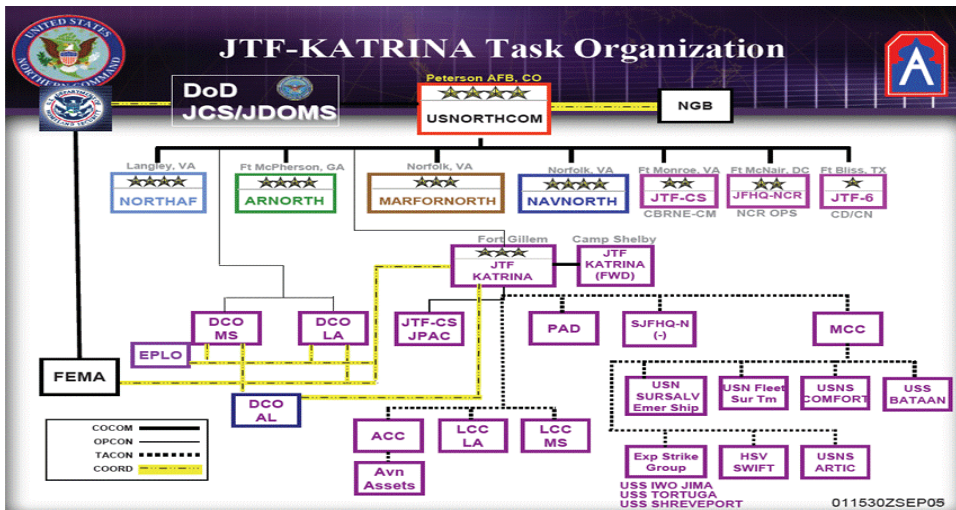 UNITED STATES
NORTHERN COMMAND
JTF-KATRINA Task Organization
Peterson AFB, CO
DoD
JCS/JDOMS
USNORTHCOM
NGB
Langley, VA
NORTHAF
Ft McPherson, GA
ARNORTH
Norfolk, VA
MARFORNORTH
Norfolk, VA
NAVNORTH
Ft Monroe, VA
JTF-CS
CBRNE-CM
Ft McNair, DC
JFHQ-NCR
NCR OPS
Ft Bliss, TX
JTF-6
CD/CN
Fort Gillem
JTF
KATRINA
Camp Shelby
JTF
KATRINA
(FWD)
DCO
MS
DCO
LA
JTF-CS
JPAC
PAD
SJFHQ-N
(-)
MCC
EPLO
FEMA
DCO
AL
USN
SURSALV
Emer Ship
USN Fleet
Sur Tm
USNS
COMFORT
USS
BATAAN
ACC
LCC
LA
LCC
MS
Avn
Assets
Exp Strike
Group
HSV
SWIFT
USNS
ARTIC
USS IWO JIMA
USS TORTUGA
USS SHREVEPORT
COCOM
OPCON
TACON
COORD
011530ZSEP05